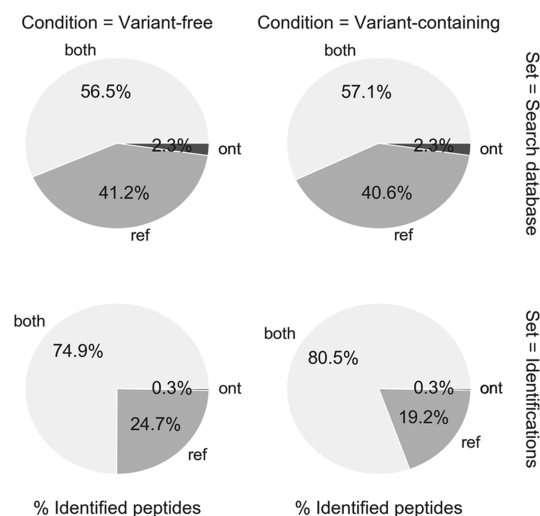 Condition = Variant-free
Condition = Variant-containing
both
56.5%
2.3%
ont
41.2%
ref
both
57.1%
2.3%
ont
40.6%
ref
Set = Search database
both
74.9%
0.3%
ont
24.7%
ref
both
80.5%
0.3%
ont
19.2%
ref
Set = Identifications
% Identified peptides
% Identified peptides